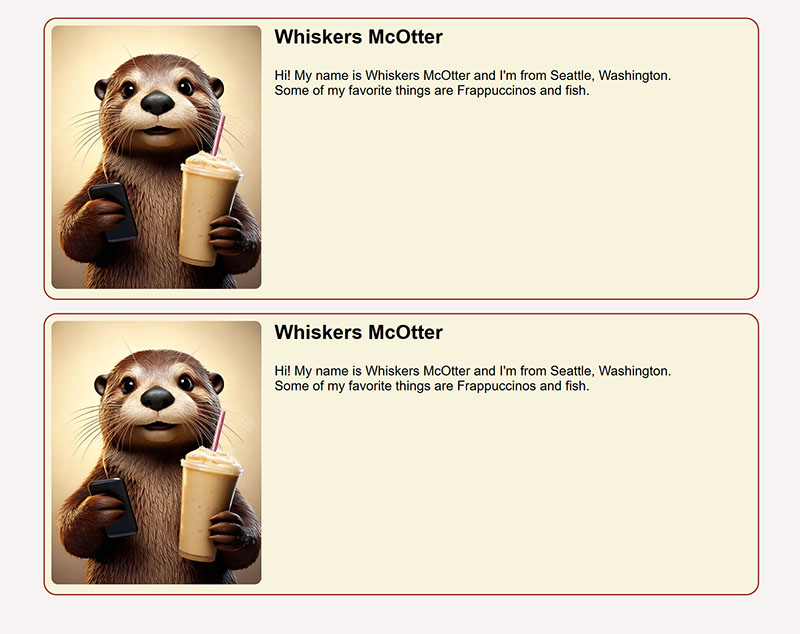 Whiskers McOtter
Hi! My name is Whiskers McOtter and I'm from Seattle, Washington.
Some of my favorite things are Frappuccinos and fish.
Whiskers McOtter
Hi! My name is Whiskers McOtter and I'm from Seattle, Washington.
Some of my favorite things are Frappuccinos and fish.